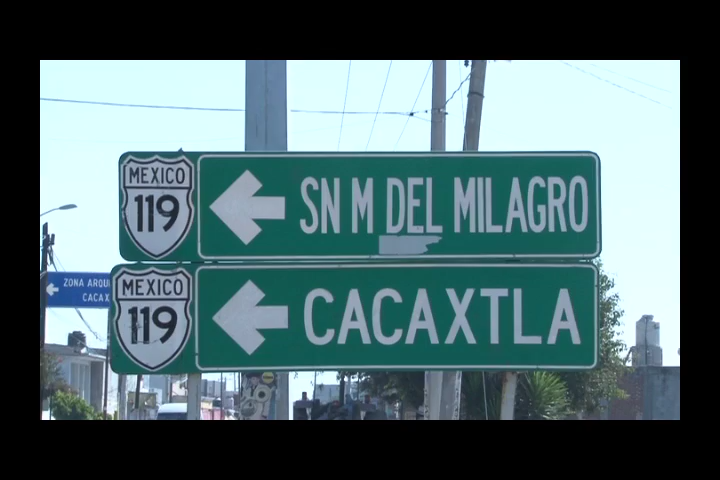 MEXICO
119
SN M DEL MILAGRO
MEXICO
119
CACAXTLA
ZONA ARQU
CACAX